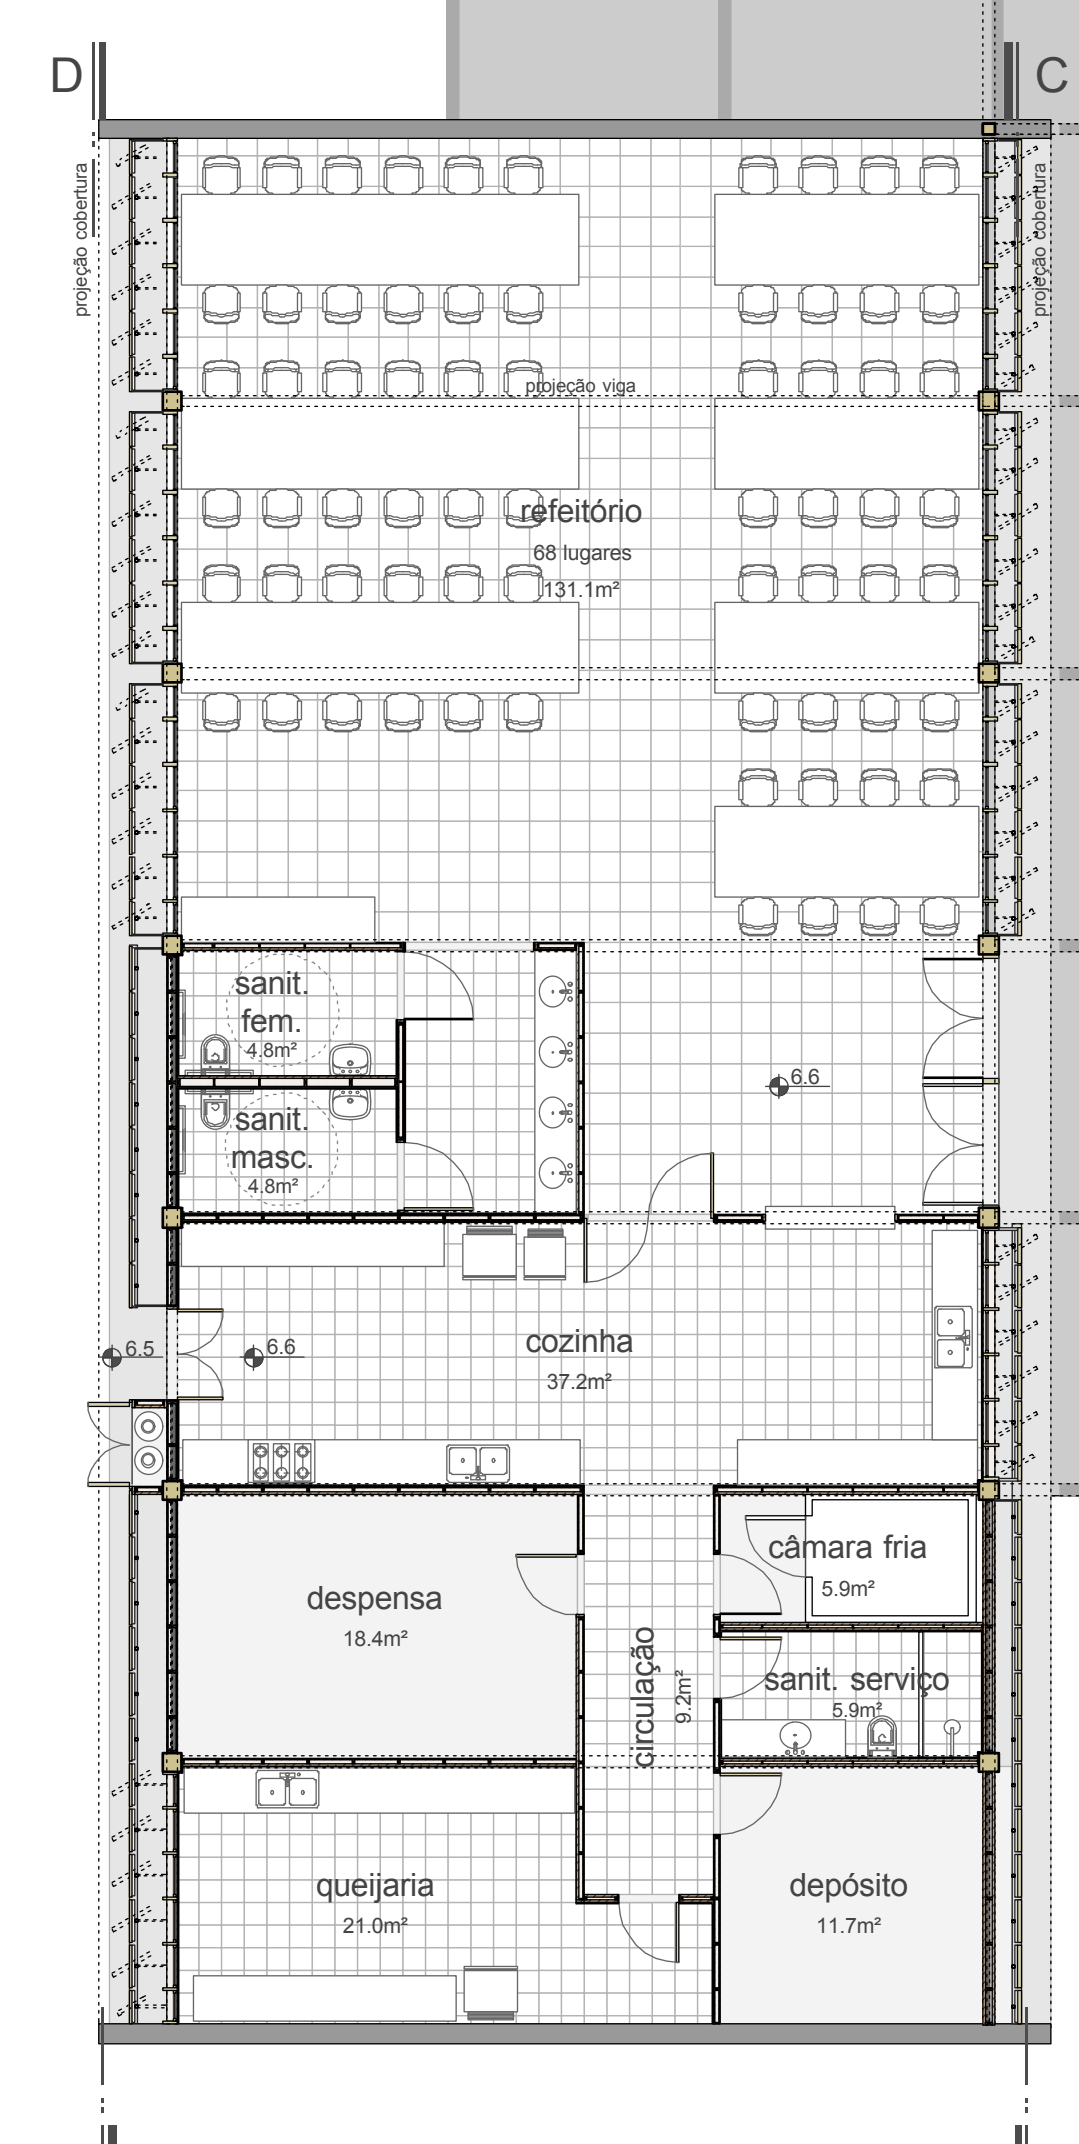 D
C
projeção cobertura
projeção cobertura
projeção viga
refeitório
68 lugares
131.1m²
sanit.
fem.
4.8m²
6.6
sanit.
masc.
4.8m²
cozinha
37.2m²
6.5
6.6
câmara fria
5.9m²
despensa
18.4m²
circulação
9.2m²
sanit. serviço
5.9m²
queijaria
21.0m²
depósito
11.7m²